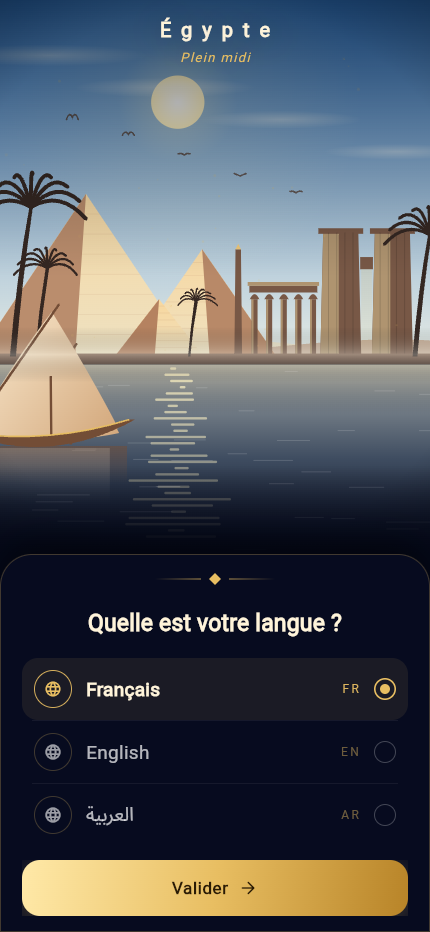 Égypte
Plein midi
Quelle est votre langue ?
Français FR
English EN
العربية AR
Valider →